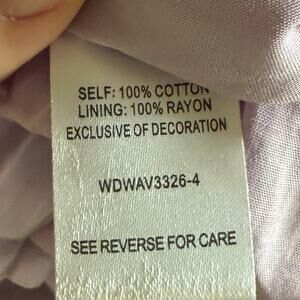 SELF: 100% COTTON
LINING: 100% RAYON
EXCLUSIVE OF DECORATION
WDWAV3326-4
SEE REVERSE FOR CARE